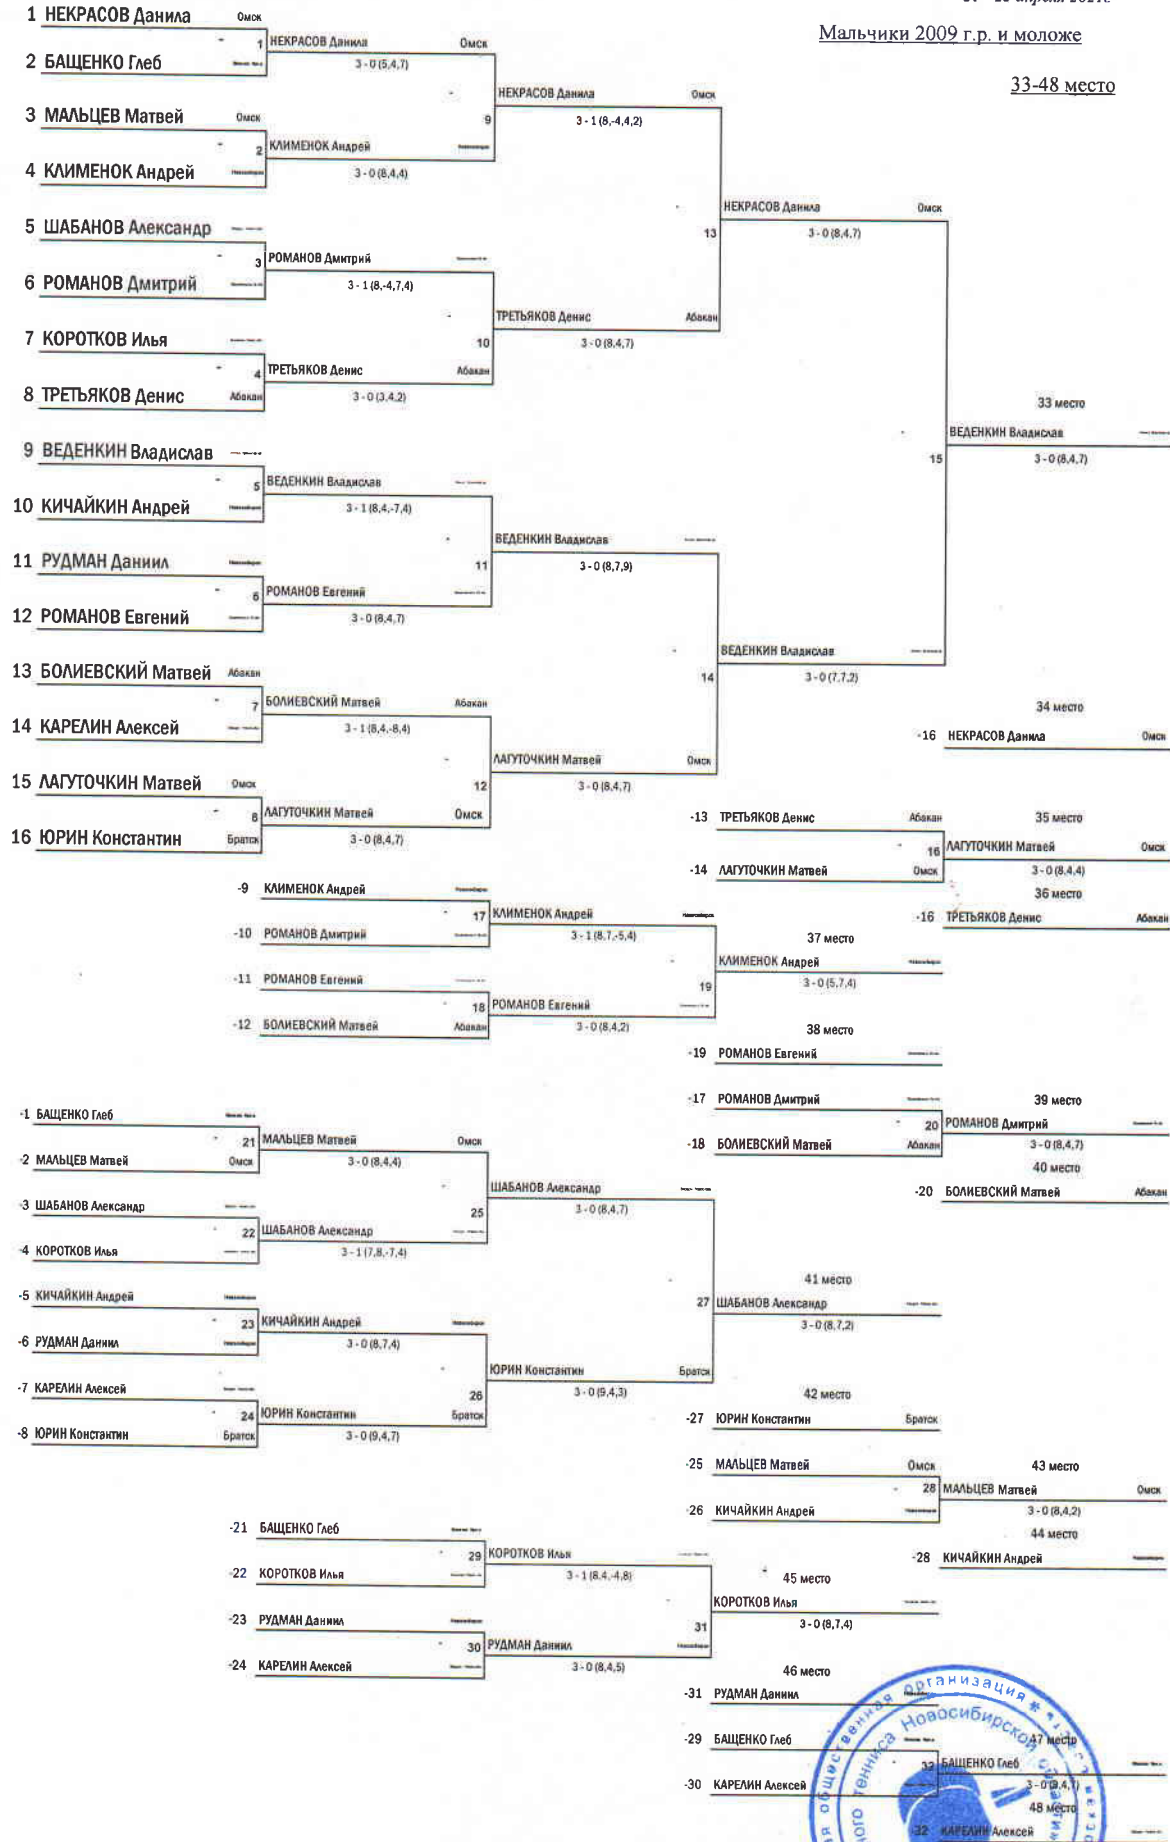 Мальчики 2009 г.р. и моложе
33-48 место
1 НЕКРАСОВ Данила Омск
1 НЕКРАСОВ Данила Омск
3 - 0 (5,4,7)
2 БАЩЕНКО Глеб
НЕКРАСОВ Данила Омск
9 3 - 1 (8,-4,4,2)
3 МАЛЬЦЕВ Матвей Омск
2 КЛИМЕНОК Андрей
3 - 0 (8,4,4)
4 КЛИМЕНОК Андрей
НЕКРАСОВ Данила Омск
13 3 - 0 (8,4,7)
5 ШАБАНОВ Александр
3 РОМАНОВ Дмитрий
3 - 1 (8,-4,7,4)
6 РОМАНОВ Дмитрий
ТРЕТЬЯКОВ Денис Абакан
10 3 - 0 (8,4,7)
7 КОРОТКОВ Илья
4 ТРЕТЬЯКОВ Денис Абакан
3 - 0 (3,4,2)
8 ТРЕТЬЯКОВ Денис Абакан
33 место
ВЕДЕНКИН Владислав
15 3 - 0 (8,4,7)
9 ВЕДЕНКИН Владислав
5 ВЕДЕНКИН Владислав
3 - 1 (8,4,-7,4)
10 КИЧАЙКИН Андрей
ВЕДЕНКИН Владислав
11 3 - 0 (8,7,9)
11 РУДМАН Даниил
6 РОМАНОВ Евгений
3 - 0 (8,4,7)
12 РОМАНОВ Евгений
ВЕДЕНКИН Владислав
14 3 - 0 (7,7,2)
13 БОЛИЕВСКИЙ Матвей Абакан
7 БОЛИЕВСКИЙ Матвей Абакан
3 - 1 (8,4,-8,4)
14 КАРЕЛИН Алексей
34 место
-16 НЕКРАСОВ Данила Омск
ЛАГУТОЧКИН Матвей Омск
12 3 - 0 (8,4,7)
15 ЛАГУТОЧКИН Матвей Омск
8 ЛАГУТОЧКИН Матвей Омск
3 - 0 (8,4,7)
16 ЮРИН Константин Братск
-13 ТРЕТЬЯКОВ Денис Абакан
35 место
16 ЛАГУТОЧКИН Матвей Омск
3 - 0 (8,4,4)
-14 ЛАГУТОЧКИН Матвей Омск
36 место
-16 ТРЕТЬЯКОВ Денис Абакан
-9 КЛИМЕНОК Андрей
17 КЛИМЕНОК Андрей
3 - 1 (8,7,-5,4)
-10 РОМАНОВ Дмитрий
37 место
КЛИМЕНОК Андрей
19 3 - 0 (5,7,4)
-11 РОМАНОВ Евгений
18 РОМАНОВ Евгений
3 - 0 (8,4,2)
-12 БОЛИЕВСКИЙ Матвей Абакан
38 место
-19 РОМАНОВ Евгений
-17 РОМАНОВ Дмитрий
39 место
20 РОМАНОВ Дмитрий
3 - 0 (8,4,7)
-18 БОЛИЕВСКИЙ Матвей Абакан
40 место
-20 БОЛИЕВСКИЙ Матвей Абакан
-1 БАЩЕНКО Глеб
21 МАЛЬЦЕВ Матвей Омск
3 - 0 (8,4,4)
-2 МАЛЬЦЕВ Матвей Омск
ШАБАНОВ Александр
25 3 - 0 (8,4,7)
-3 ШАБАНОВ Александр
22 ШАБАНОВ Александр
3 - 1 (7,8,-7,4)
-4 КОРОТКОВ Илья
41 место
27 ШАБАНОВ Александр
3 - 0 (8,7,2)
-5 КИЧАЙКИН Андрей
23 КИЧАЙКИН Андрей
3 - 0 (8,7,4)
-6 РУДМАН Даниил
ЮРИН Константин Братск
26 3 - 0 (9,4,3)
-7 КАРЕЛИН Алексей
24 ЮРИН Константин Братск
3 - 0 (9,4,7)
-8 ЮРИН Константин Братск
42 место
-27 ЮРИН Константин Братск
-25 МАЛЬЦЕВ Матвей Омск
43 место
28 МАЛЬЦЕВ Матвей Омск
3 - 0 (8,4,2)
-26 КИЧАЙКИН Андрей
44 место
-28 КИЧАЙКИН Андрей
-21 БАЩЕНКО Глеб
29 КОРОТКОВ Илья
3 - 1 (8,4,-4,8)
-22 КОРОТКОВ Илья
45 место
КОРОТКОВ Илья
31 3 - 0 (8,7,4)
-23 РУДМАН Даниил
30 РУДМАН Даниил
3 - 0 (8,4,5)
-24 КАРЕЛИН Алексей
46 место
-31 РУДМАН Даниил
-29 БАЩЕНКО Глеб
47 место
32 БАЩЕНКО Глеб
3 - 0 (8,4,7)
-30 КАРЕЛИН Алексей
48 место
-32 КАРЕЛИН Алексей
общественная организация
тенниса Новосибирской